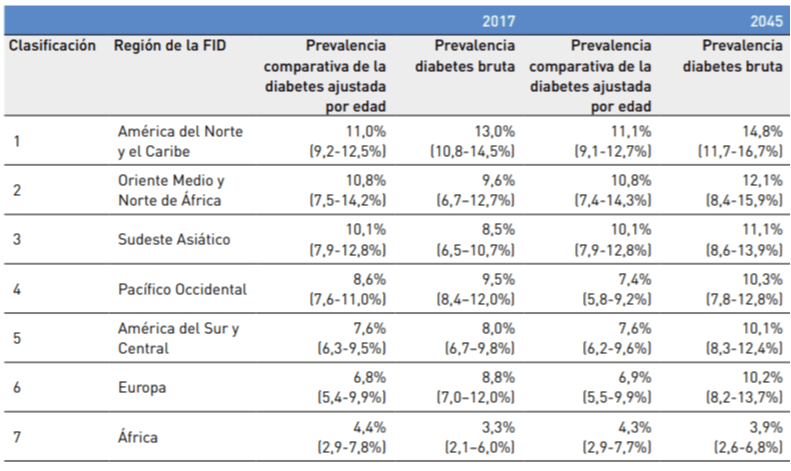 2017 2045
Clasificación Región de la FID Prevalencia Prevalencia Prevalencia Prevalencia
comparativa de la diabetes bruta comparativa de la diabetes bruta
diabetes ajustada diabetes ajustada
por edad por edad
1 América del Norte 11,0% 13,0% 11,1% 14,8%
y el Caribe (9,2-12,5%) (10,8-14,5%) (9,1-12,7%) (11,7-16,7%)
2 Oriente Medio y 10,8% 9,6% 10,8% 12,1%
Norte de África (7,5-14,2%) (6,7–12,7%) (7,4-14,3%) (8,4-15,9%)
3 Sudeste Asiático 10,1% 8,5% 10,1% 11,1%
(7,9-12,8%) (6,5–10,7%) (7,9-12,8%) (8,6-13,9%)
4 Pacífico Occidental 8,6% 9,5% 7,4% 10,3%
(7,6-11,0%) (8,4–12,0%) (5,8-9,2%) (7,8-12,8%)
5 América del Sur y 7,6% 8,0% 7,6% 10,1%
Central (6,3-9,5%) (6,7–9,8%) (6,2-9,6%) (8,3-12,4%)
6 Europa 6,8% 8,8% 6,9% 10,2%
(5,4-9,9%) (7,0–12,0%) (5,5-9,9%) (8,2-13,7%)
7 África 4,4% 3,3% 4,3% 3,9%
(2,9-7,8%) (2,1–6,0%) (2,9-7,7%) (2,6-6,8%)